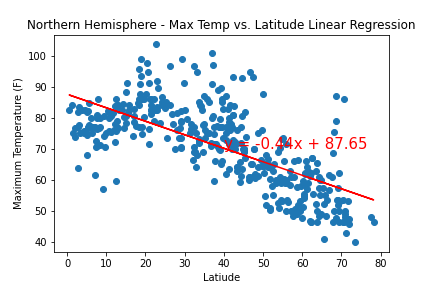 Northern Hemisphere - Max Temp vs. Latitude Linear Regression
Maximum Temperature (F)
100
90
80
70
60
50
40
y = -0.44x + 87.65
0 10 20 30 40 50 60 70 80
Latiude